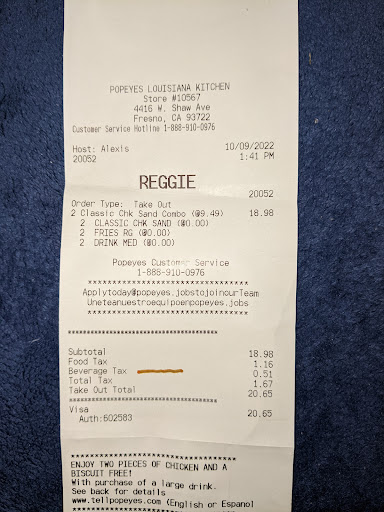 POPEYES LOUISIANA KITCHEN
Store #10567
4416 W. Shaw Ave
Fresno, CA 93722
Customer Service Hotline 1-888-910-0976
Host: Alexis 10/09/2022
20052 1:41 PM
REGGIE
20052
Order Type: Take Out
2 Classic Chk Sand Combo (@9.49) 18.98
2 CLASSIC CHK SAND (@0.00)
2 FRIES RG (@0.00)
2 DRINK MED (@0.00)
Popeyes Customer Service
1-888-910-0976
**********************************
Applytoday@popeyes.jobstojoinourTeam
Uneteanuestroequipoenpopeyes.jobs
**********************************
**********************************
Subtotal 18.98
Food Tax 1.16
Beverage Tax 0.51
Total Tax 1.67
Take Out Total 20.65
**********************************
Visa 20.65
Auth:602583
**********************************
ENJOY TWO PIECES OF CHICKEN AND A
BISCUIT FREE!
With purchase of a large drink.
See back for details
www.tellpopeyes.com (English or Espanol
**********************************